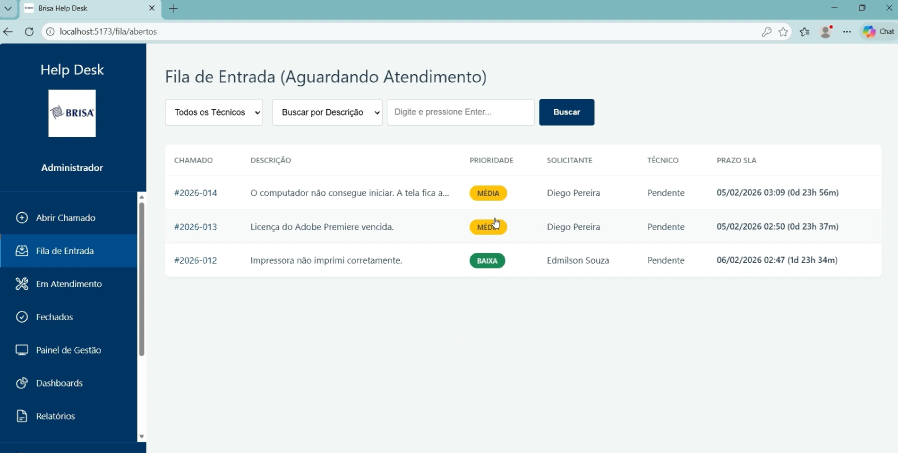 Brisa Help Desk
localhost:5173/fila/abertos
Chat
Help Desk
BRISA
Administrador
Abrir Chamado
Fila de Entrada
Em Atendimento
Fechados
Painel de Gestão
Dashboards
Relatórios
Fila de Entrada (Aguardando Atendimento)
Todos os Técnicos Buscar por Descrição Digite e pressione Enter... Buscar
CHAMADO DESCRIÇÃO PRIORIDADE SOLICITANTE TÉCNICO PRAZO SLA
#2026-014 O computador não consegue iniciar. A tela fica a... MÉDIA Diego Pereira Pendente 05/02/2026 03:09 (0d 23h 56m)
#2026-013 Licença do Adobe Premiere vencida. MÉDIA Diego Pereira Pendente 05/02/2026 02:50 (0d 23h 37m)
#2026-012 Impressora não imprimi corretamente. BAIXA Edmilson Souza Pendente 06/02/2026 02:47 (1d 23h 34m)